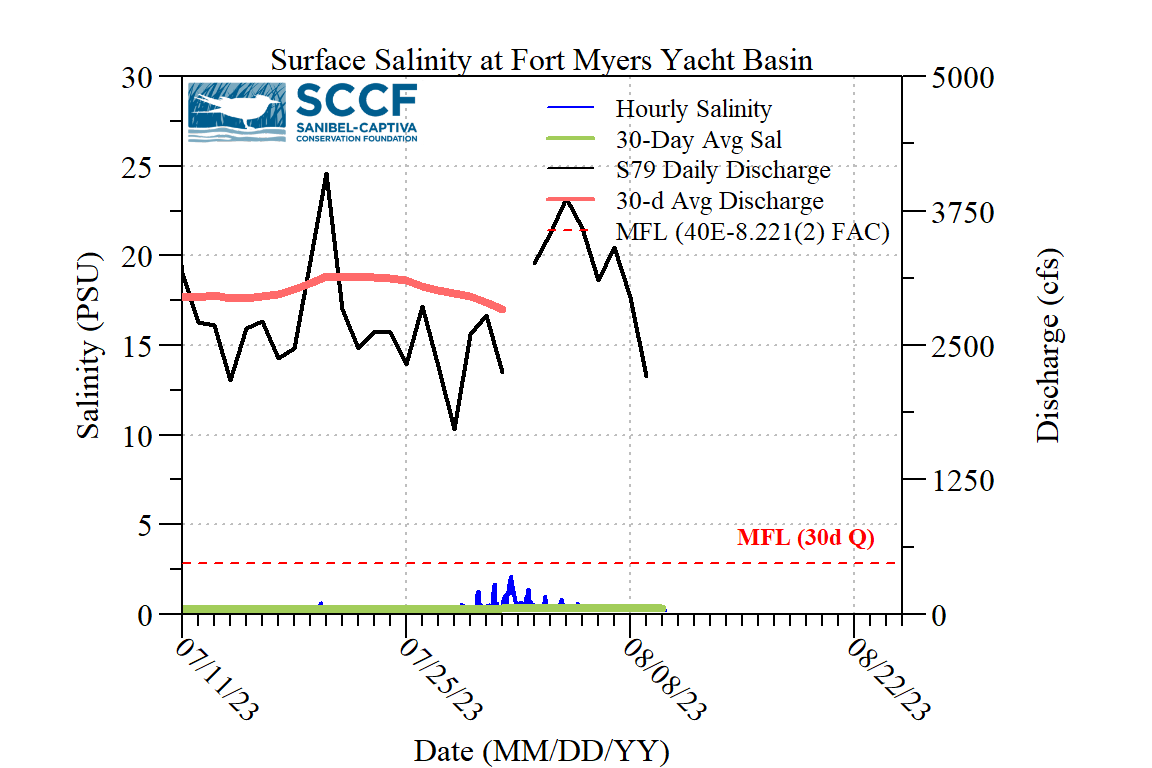 Surface Salinity at Fort Myers Yacht Basin
SCCF
SANIBEL-CAPTIVA
CONSERVATION FOUNDATION
Hourly Salinity
30-Day Avg Sal
S79 Daily Discharge
30-d Avg Discharge
MFL (40E-8.221(2) FAC)
30
25
20
15
10
5
0
Salinity (PSU)
5000
3750
2500
1250
0
Discharge (cfs)
MFL (30d Q)
07/11/23
07/25/23
08/08/23
08/22/23
Date (MM/DD/YY)